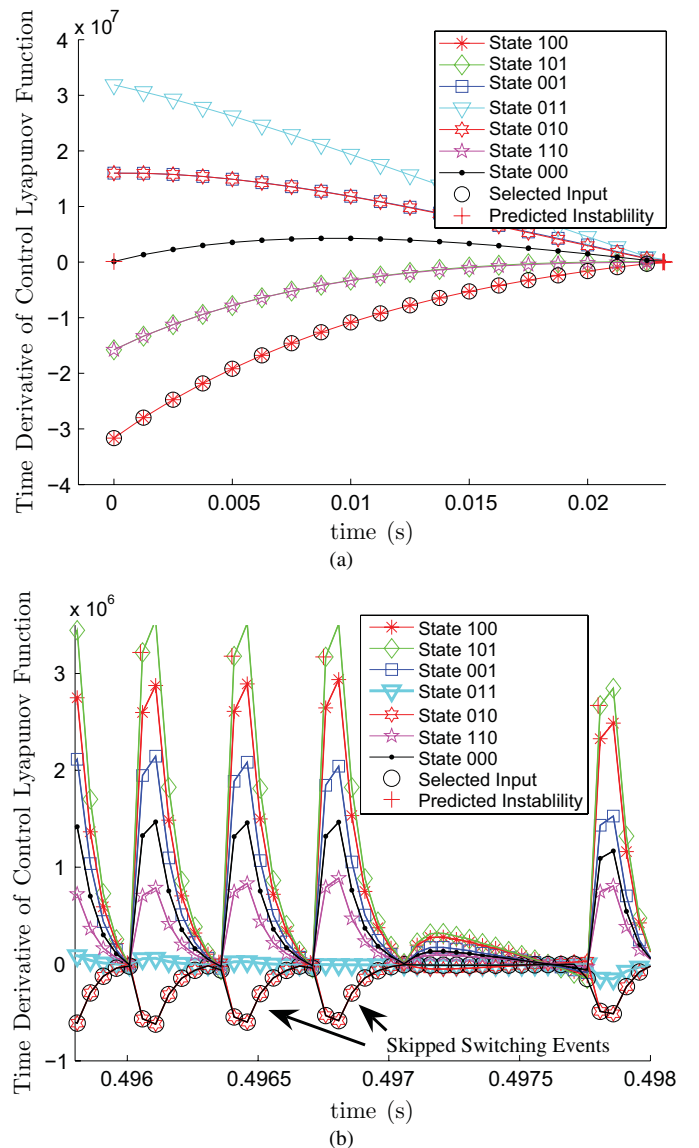 x 10^7
4
3
2
1
0
−1
−2
−3
−4
Time Derivative of Control Lyapunov Function
State 100
State 101
State 001
State 011
State 010
State 110
State 000
Selected Input
Predicted Instablility
0
0.005
0.01
0.015
0.02
time (s)
(a)
x 10^6
3
2
1
0
−1
Time Derivative of Control Lyapunov Function
State 100
State 101
State 001
State 011
State 010
State 110
State 000
Selected Input
Predicted Instablility
Skipped Switching Events
0.496
0.4965
0.497
0.4975
0.498
time (s)
(b)